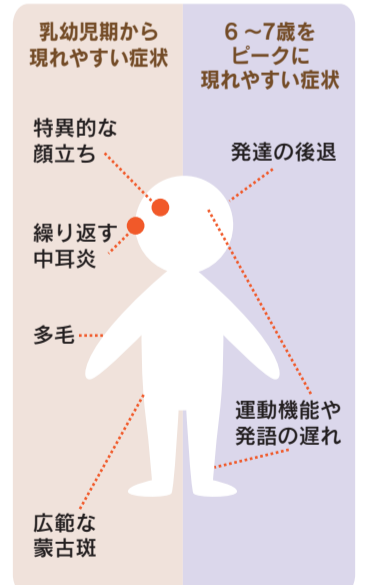 乳幼児期から
現れやすい症状
6〜7歳を
ピークに
現れやすい症状
特異的な
顔立ち
発達の後退
繰り返す
中耳炎
多毛
運動機能や
発語の遅れ
広範な
蒙古斑